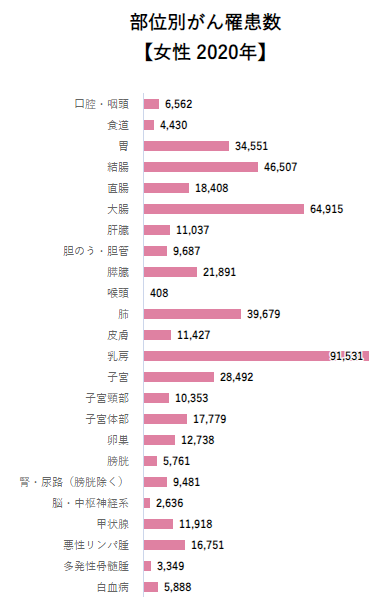 部位別がん罹患数
【女性 2020年】
口腔・咽頭 6,562
食道 4,430
胃 34,551
結腸 46,507
直腸 18,408
大腸 64,915
肝臓 11,037
胆のう・胆管 9,687
膵臓 21,891
喉頭 408
肺 39,679
皮膚 11,427
乳房 91,531
子宮 28,492
子宮頸部 10,353
子宮体部 17,779
卵巣 12,738
膀胱 5,761
腎・尿路（膀胱除く） 9,481
脳・中枢神経系 2,636
甲状腺 11,918
悪性リンパ腫 16,751
多発性骨髄腫 3,349
白血病 5,888